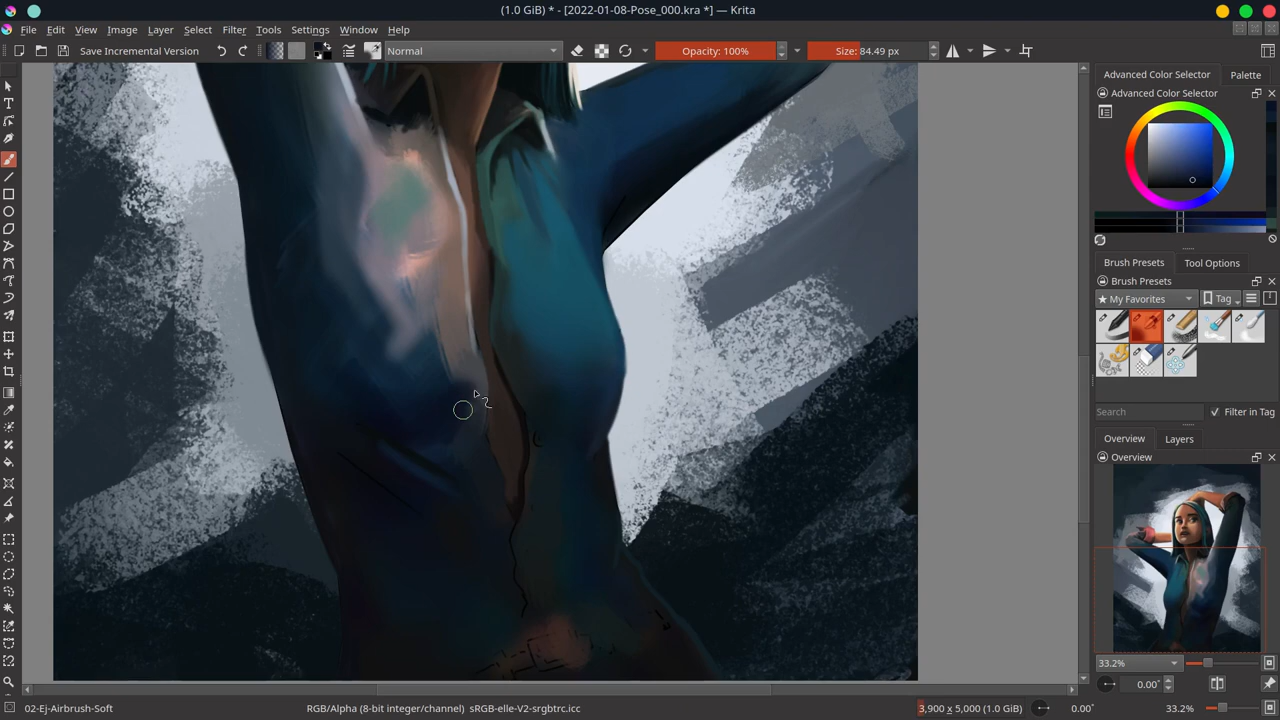 (1.0 GiB) * - [2022-01-08-Pose_000.kra *] — Krita
File Edit View Image Layer Select Filter Tools Settings Window Help
Save Incremental Version Normal Opacity: 100% Size: 84.49 px
Advanced Color Selector Palette
Advanced Color Selector
Brush Presets Tool Options
Brush Presets
★ My Favorites Tag
Search Filter in Tag
Overview Layers
Overview
33.2%
0.00°
02-Ej-Airbrush-Soft RGB/Alpha (8-bit integer/channel) sRGB-elle-V2-srgbtrc.icc 3,900 x 5,000 (1.0 GiB) 0.00° 33.2%